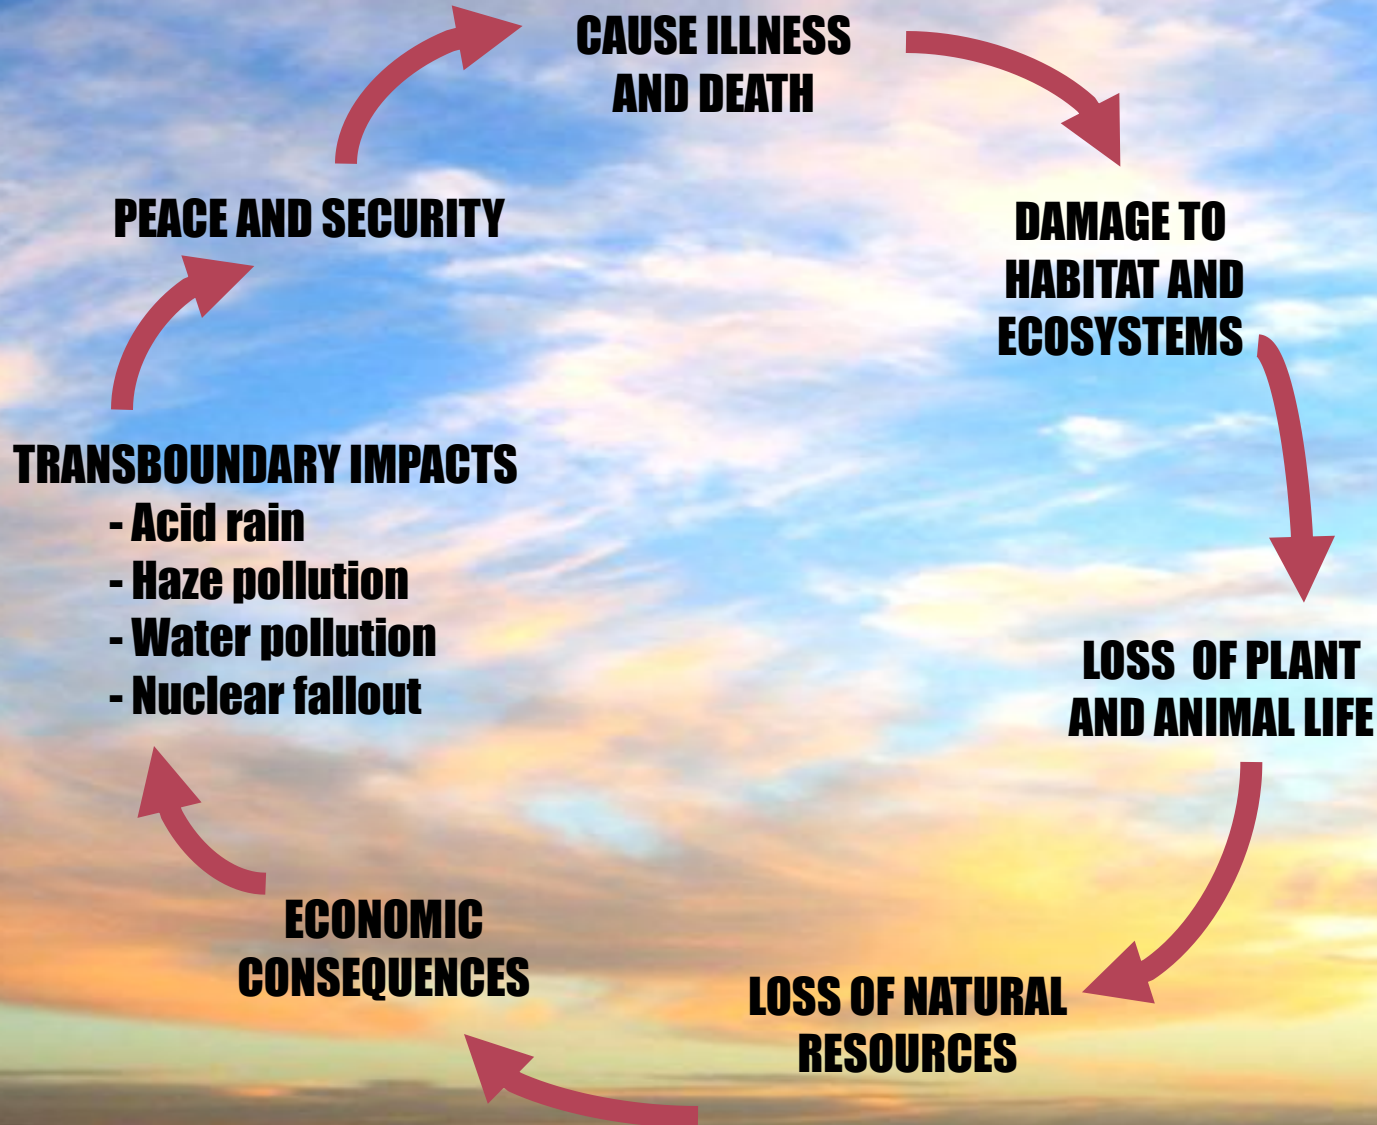 CAUSE ILLNESS
AND DEATH
DAMAGE TO
HABITAT AND
ECOSYSTEMS
LOSS OF PLANT
AND ANIMAL LIFE
LOSS OF NATURAL
RESOURCES
ECONOMIC
CONSEQUENCES
TRANSBOUNDARY IMPACTS
- Acid rain
- Haze pollution
- Water pollution
- Nuclear fallout
PEACE AND SECURITY